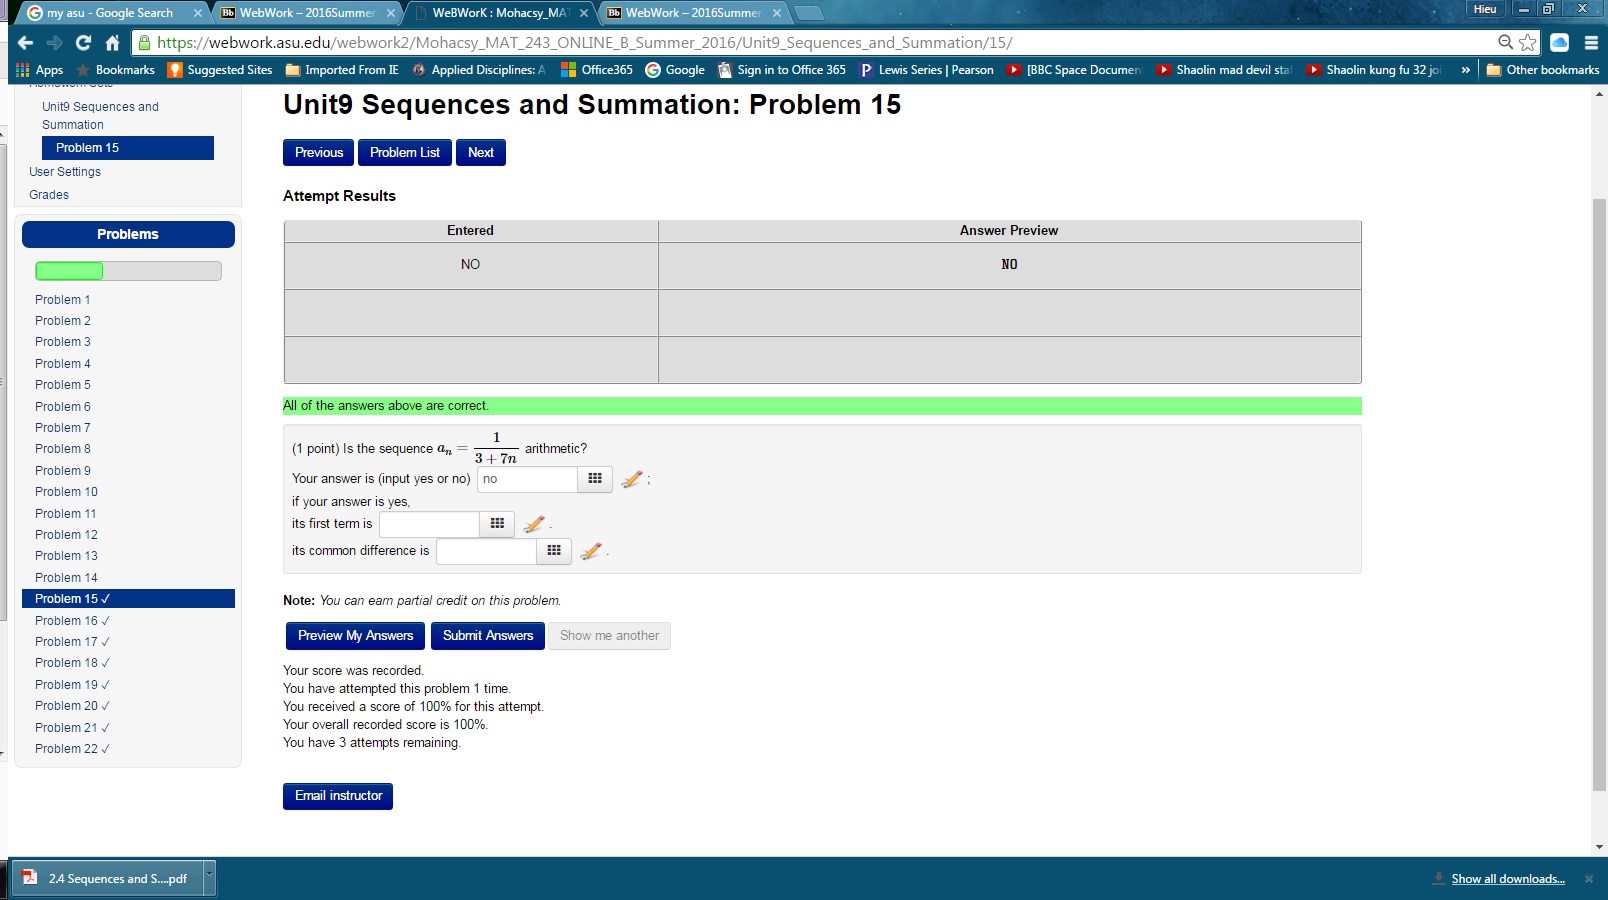 my asu - Google Search
WebWork – 2016Summer
WeBWorK : Mohacsy_MAT
WebWork – 2016Summer
Hieu
https://webwork.asu.edu/webwork2/Mohacsy_MAT_243_ONLINE_B_Summer_2016/Unit9_Sequences_and_Summation/15/
Apps
Bookmarks
Suggested Sites
Imported From IE
Applied Disciplines: A
Office365
Google
Sign in to Office 365
Lewis Series | Pearson
[BBC Space Documen
Shaolin mad devil sta
Shaolin kung fu 32 joi
»
Other bookmarks
Homework Sets
Unit9 Sequences and
Summation
Problem 15
User Settings
Grades
Problems
Problem 1
Problem 2
Problem 3
Problem 4
Problem 5
Problem 6
Problem 7
Problem 8
Problem 9
Problem 10
Problem 11
Problem 12
Problem 13
Problem 14
Problem 15 ✓
Problem 16 ✓
Problem 17 ✓
Problem 18 ✓
Problem 19 ✓
Problem 20 ✓
Problem 21 ✓
Problem 22 ✓
Unit9 Sequences and Summation: Problem 15
Previous
Problem List
Next
Attempt Results
Entered Answer Preview
NO NO
All of the answers above are correct.
(1 point) Is the sequence aₙ = 1/(3 + 7n) arithmetic?
Your answer is (input yes or no) no ;
if your answer is yes,
its first term is .
its common difference is .
Note: You can earn partial credit on this problem.
Preview My Answers
Submit Answers
Show me another
Your score was recorded.
You have attempted this problem 1 time.
You received a score of 100% for this attempt.
Your overall recorded score is 100%.
You have 3 attempts remaining.
Email instructor
2.4 Sequences and S....pdf
Show all downloads...